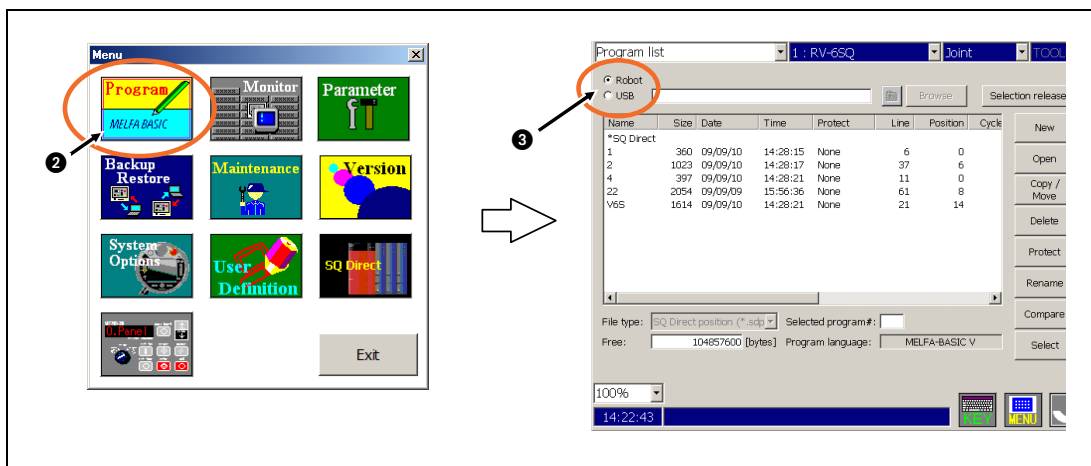 Menu
Program
MELFA BASIC
Monitor
Parameter
Backup
Restore
Maintenance
Version
System
Options
User
Definition
SQ Direct
O.Panel
Exit
❷
Program list 1 : RV-6SQ Joint TOOL
Robot
USB
Browse Selection release
❸
Name Size Date Time Protect Line Position Cycle
*SQ Direct
1 360 09/09/10 14:28:15 None 6 0
2 1023 09/09/10 14:28:17 None 37 6
4 397 09/09/10 14:28:21 None 11 0
22 2054 09/09/09 15:56:36 None 61 8
V6S 1614 09/09/10 14:28:21 None 21 14
New
Open
Copy /
Move
Delete
Protect
Rename
Compare
Select
File type: SQ Direct position (*.sdp Selected program#:
Free: 104857600 [bytes] Program language: MELFA-BASIC V
100%
14:22:43
KEY MENU